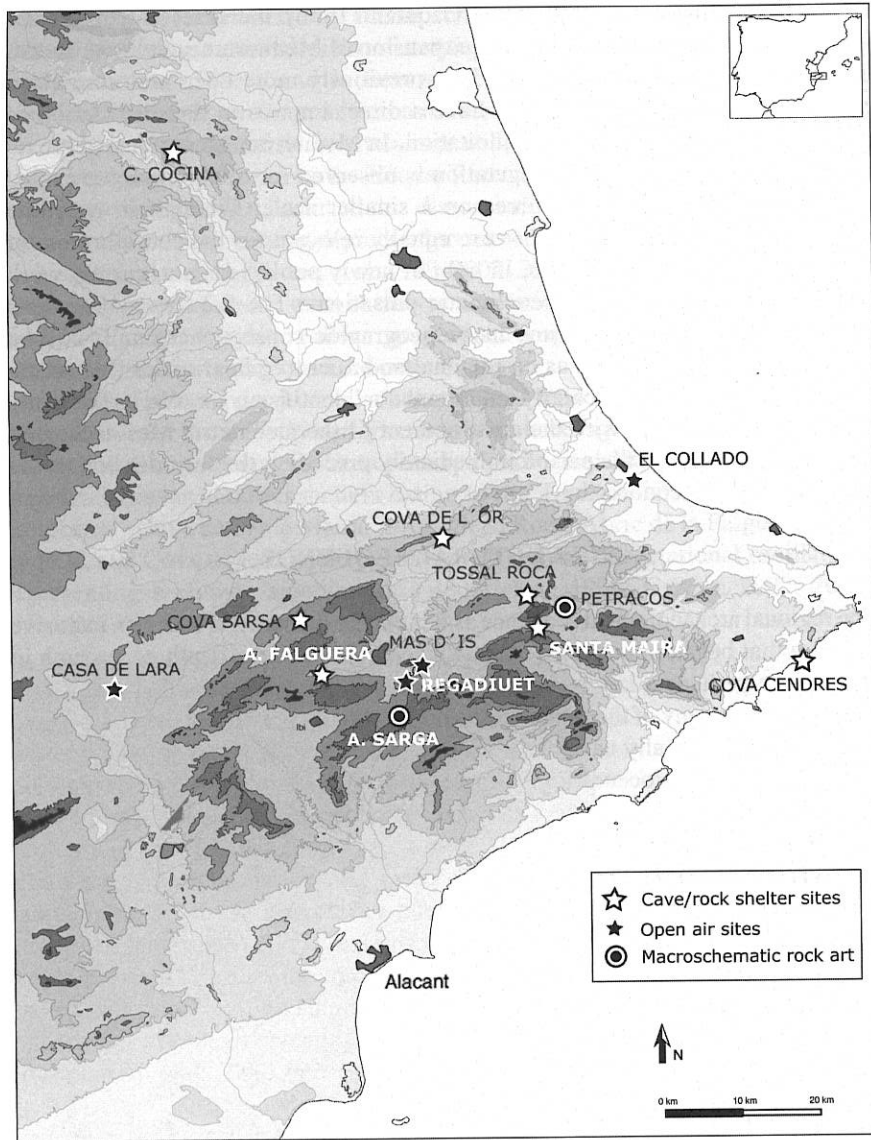 C. COCINA
EL COLLADO
COVA DE L´OR
TOSSAL ROCA
PETRACOS
COVA SARSA
MAS D´IS
A. FALGUERA
SANTA MAIRA
CASA DE LARA
REGADIUET
COVA CENDRES
Ibi
A. SARGA
Cave/rock shelter sites
Open air sites
Macroschematic rock art
Alacant
N
0 km 10 km 20 km